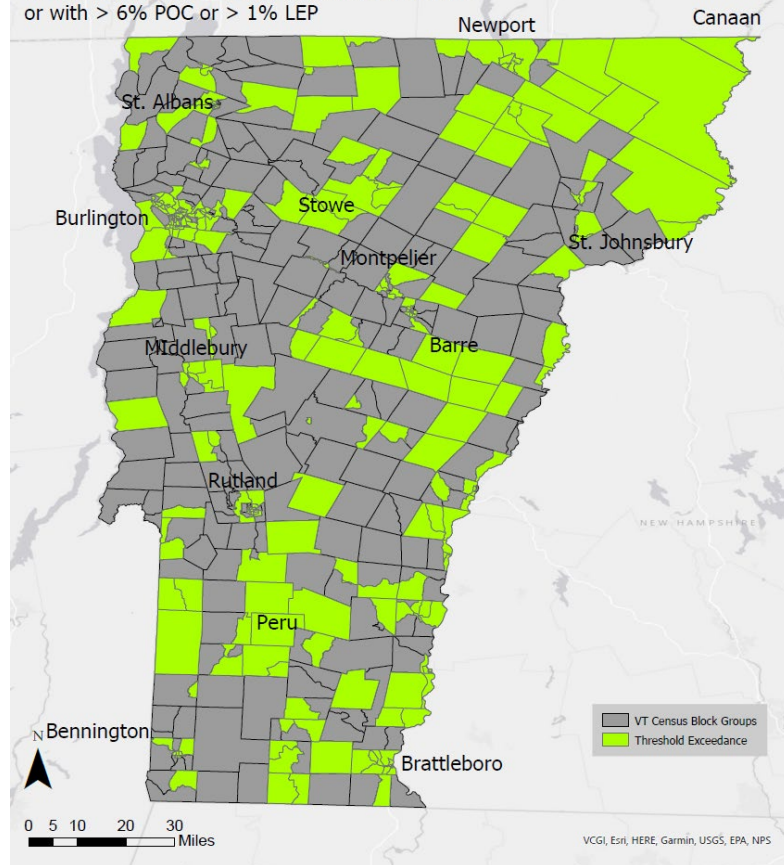 or with > 6% POC or > 1% LEP
Newport
Canaan
St. Albans
Burlington
Stowe
St. Johnsbury
Montpelier
MIddlebury
Barre
Rutland
NEW HAMPSHIRE
Peru
VT Census Block Groups
Threshold Exceedance
Bennington
N
Brattleboro
0 5 10 20 30
Miles
VCGI, Esri, HERE, Garmin, USGS, EPA, NPS